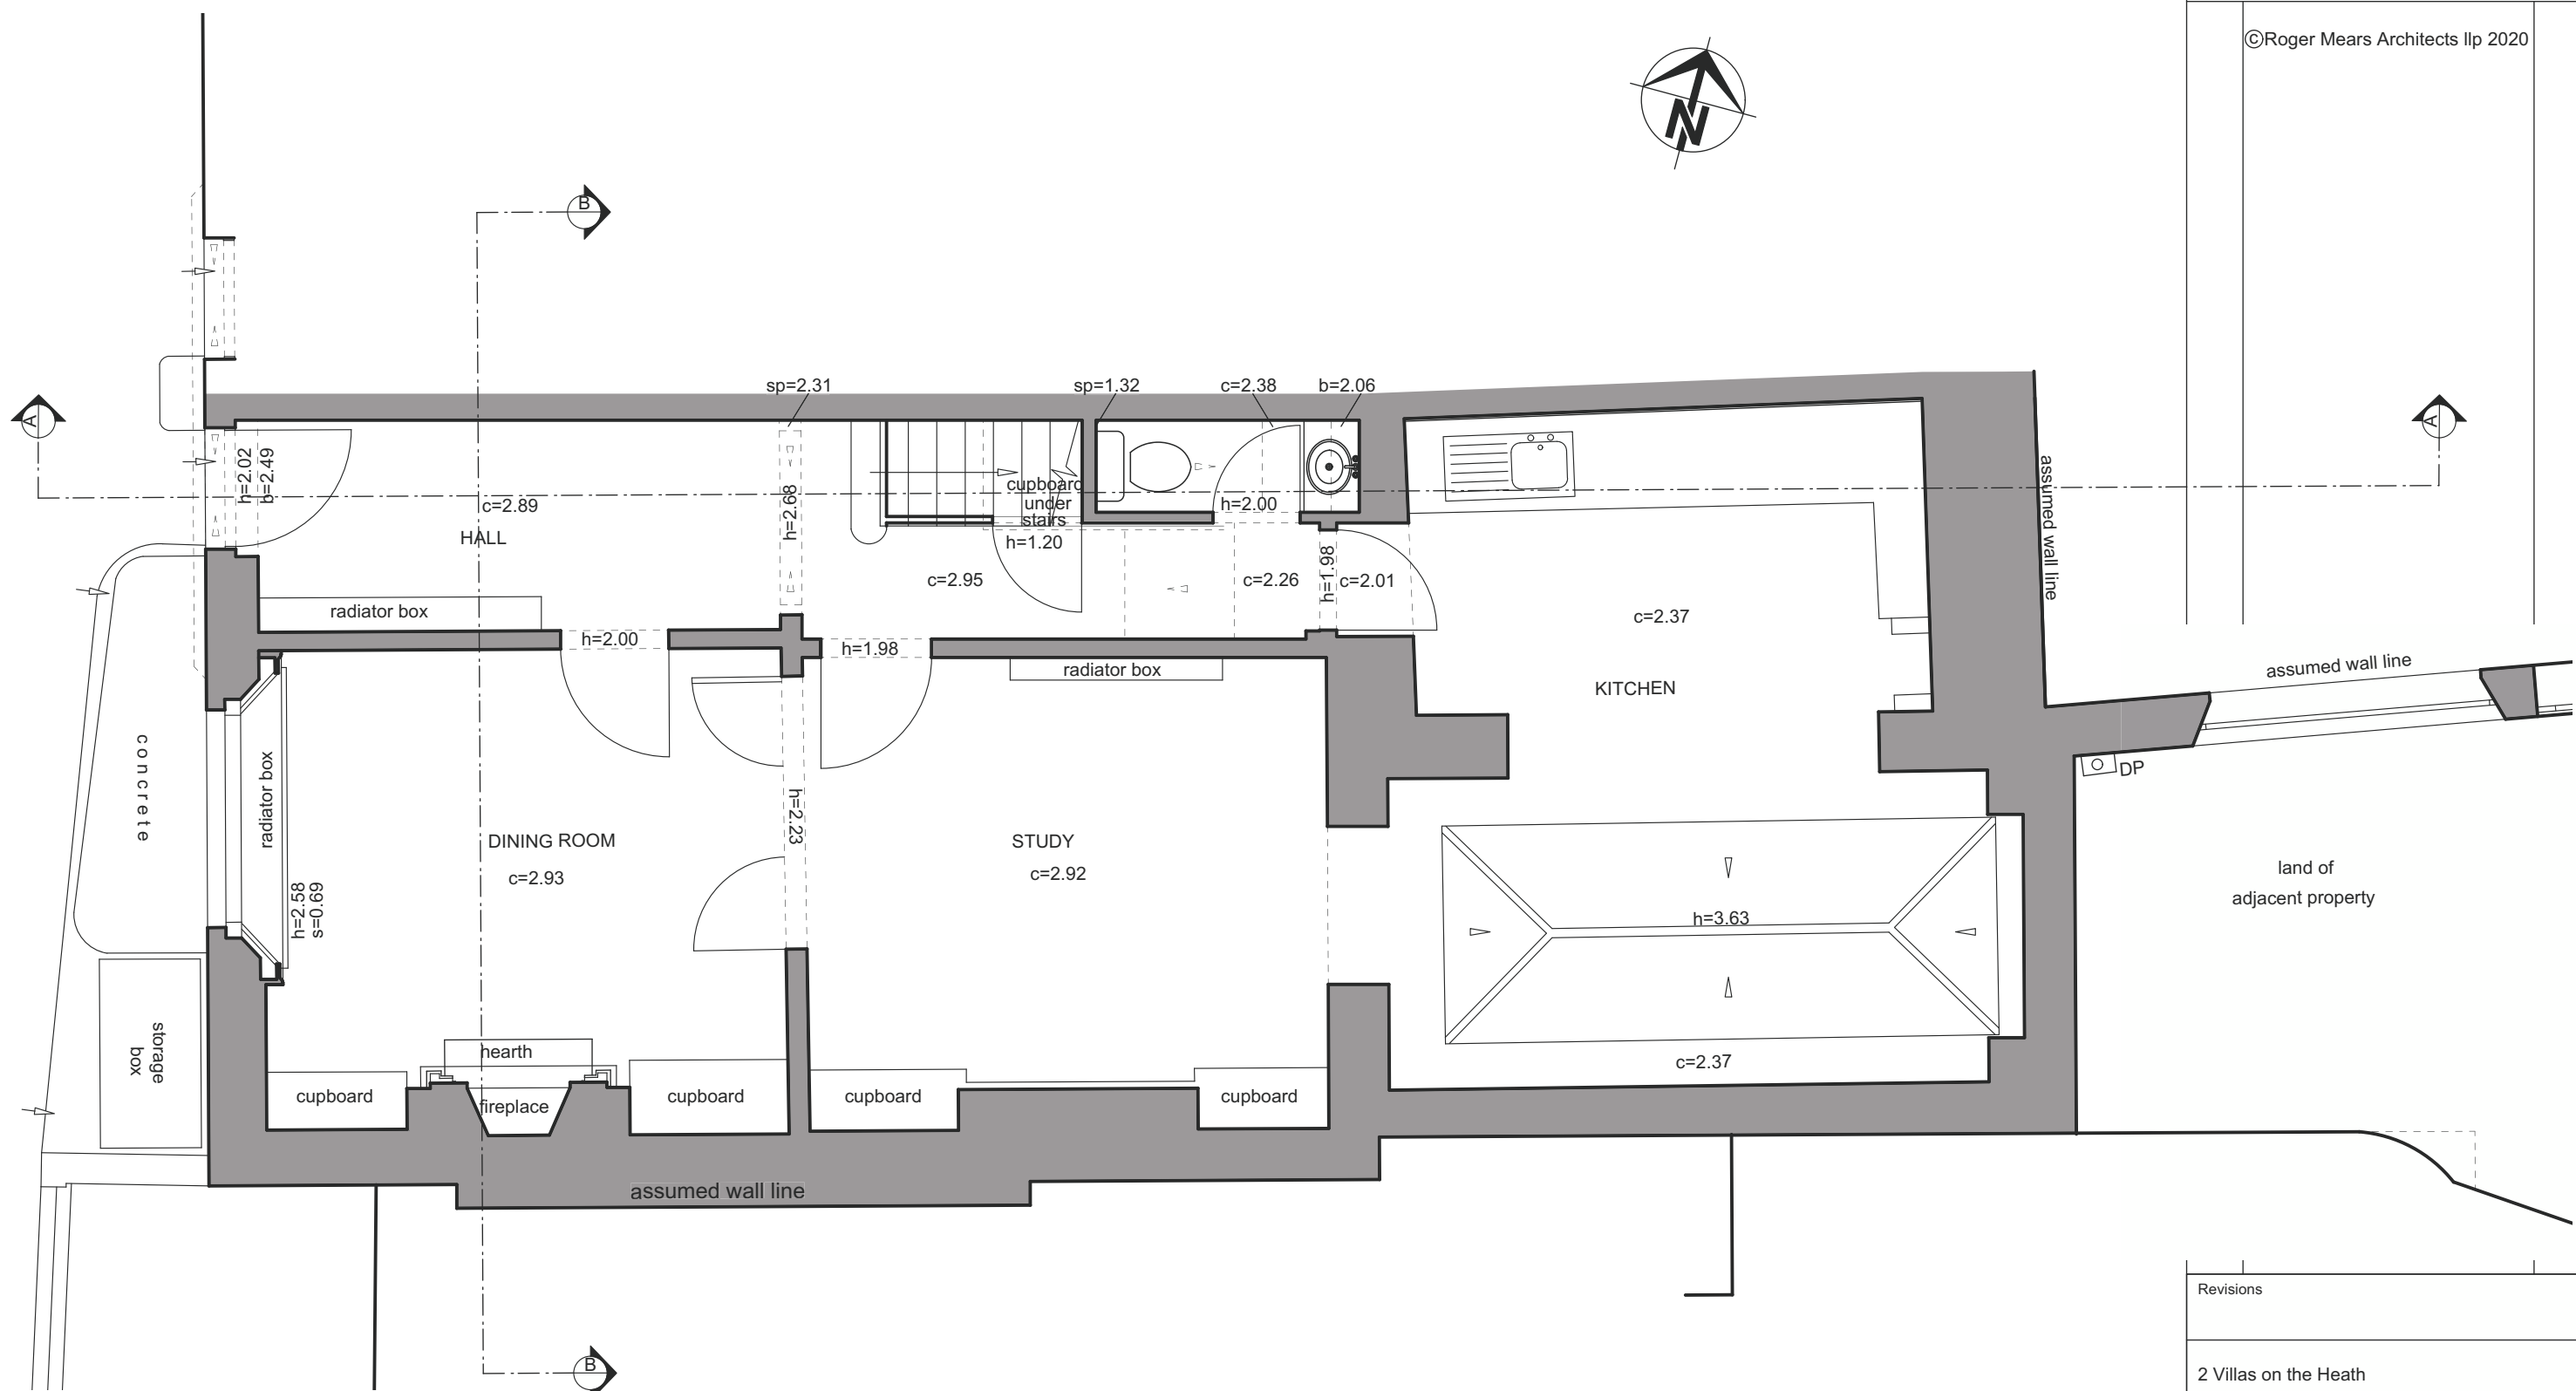 ©Roger Mears Architects llp 2020
N
B
sp=2.31
sp=1.32
c=2.38
b=2.06
A
A
h=2.02
b=2.49
c=2.89
HALL
h=2.68
cupboard
under
stairs
h=1.20
h=2.00
c=2.95
c=2.26
h=1.98
c=2.01
assumed wall line
radiator box
h=2.00
h=1.98
radiator box
c=2.37
KITCHEN
assumed wall line
DP
concrete
radiator box
h=2.58
s=0.69
DINING ROOM
c=2.93
h=2.23
STUDY
c=2.92
h=3.63
land of
adjacent property
storage
box
hearth
cupboard
fireplace
cupboard
cupboard
cupboard
c=2.37
assumed wall line
B
Revisions
2 Villas on the Heath